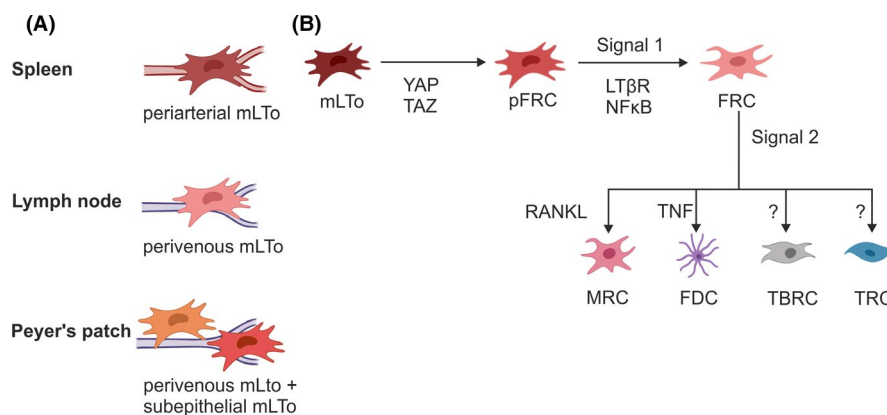 (A)
Spleen
periarterial mLTo
Lymph node
perivenous mLTo
Peyer's patch
perivenous mLto +
subepithelial mLTo
(B)
mLTo
YAP
TAZ
pFRC
Signal 1
LTβR
NFκB
FRC
Signal 2
RANKL
TNF
?
?
MRC
FDC
TBRC
TRC